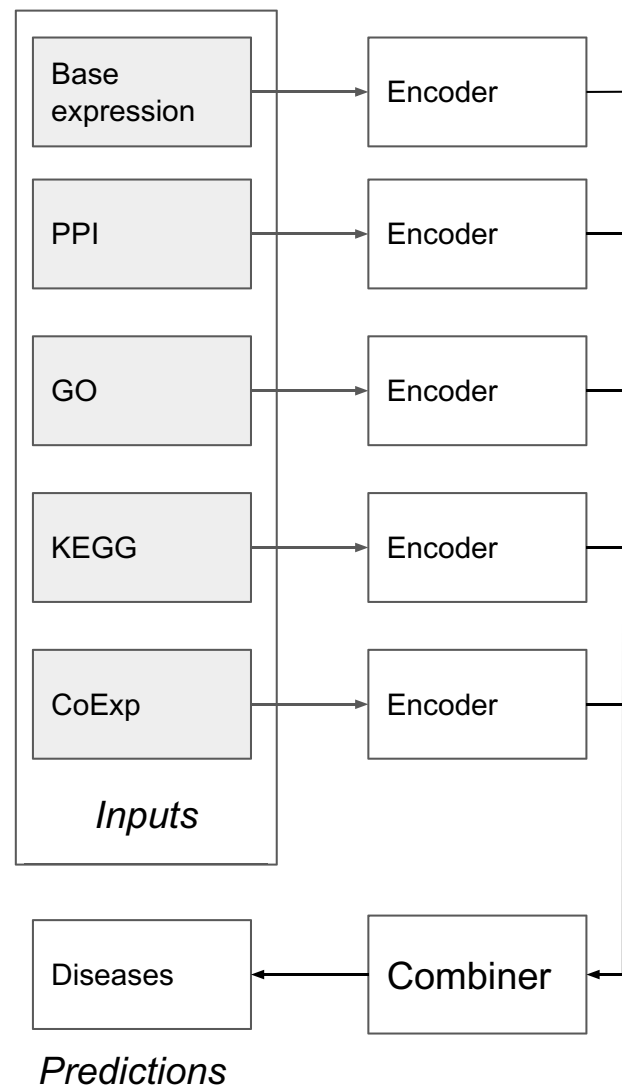 Base
expression
Encoder
PPI
Encoder
GO
Encoder
KEGG
Encoder
CoExp
Encoder
Inputs
Diseases
Combiner
Predictions